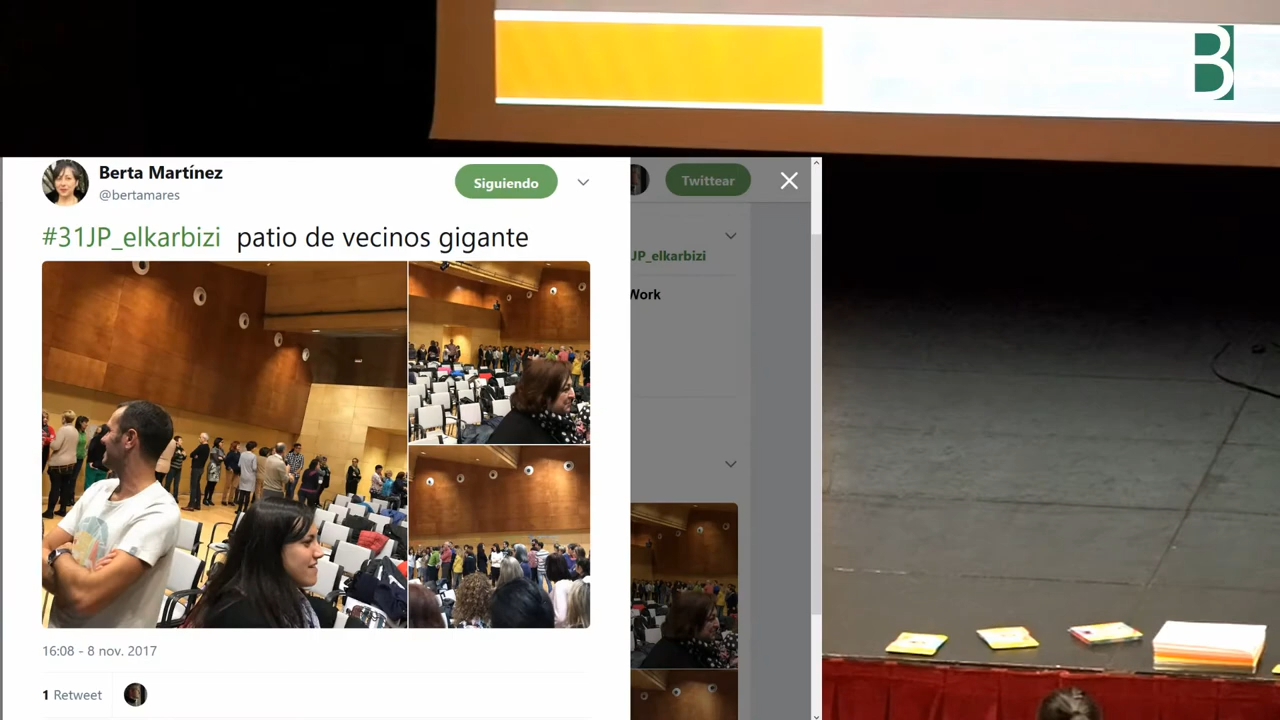 B
Berta Martínez
@bertamares
Siguiendo
Twittear
#31JP_elkarbizi patio de vecinos gigante
JP_elkarbizi
Work
16:08 - 8 nov. 2017
1 Retweet